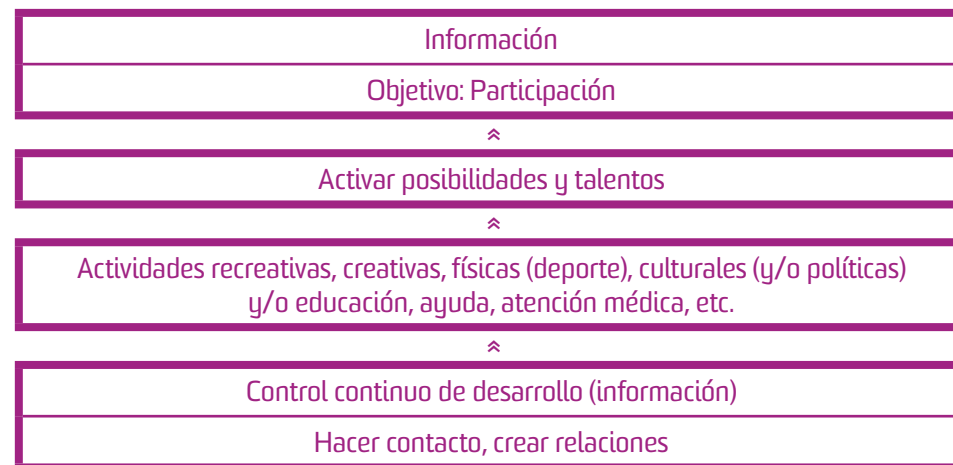 Información
Objetivo: Participación
Activar posibilidades y talentos
Actividades recreativas, creativas, físicas (deporte), culturales (y/o políticas)
y/o educación, ayuda, atención médica, etc.
Control continuo de desarrollo (información)
Hacer contacto, crear relaciones